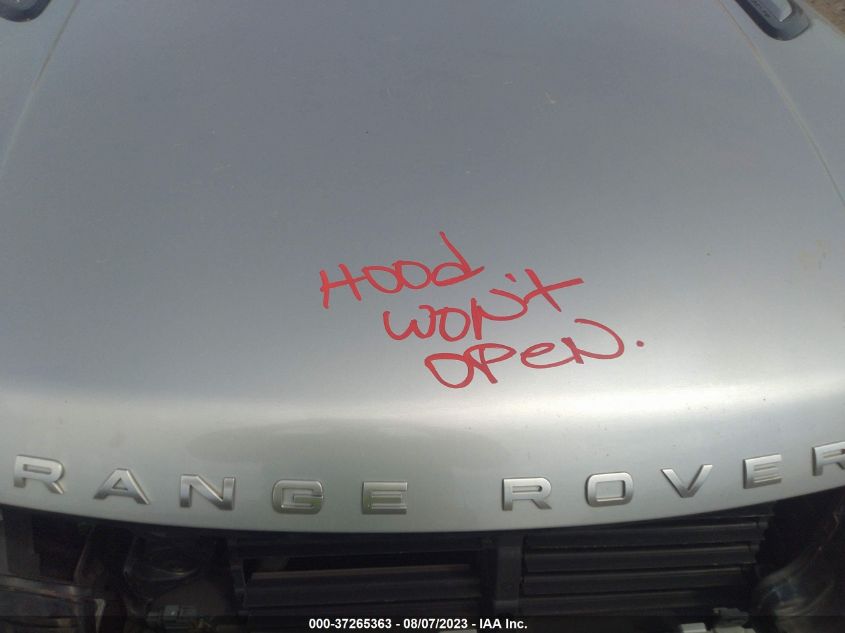 HOOd
WON't
OPeN.
RANGE ROVER
000-37265363 - 08/07/2023 - IAA Inc.